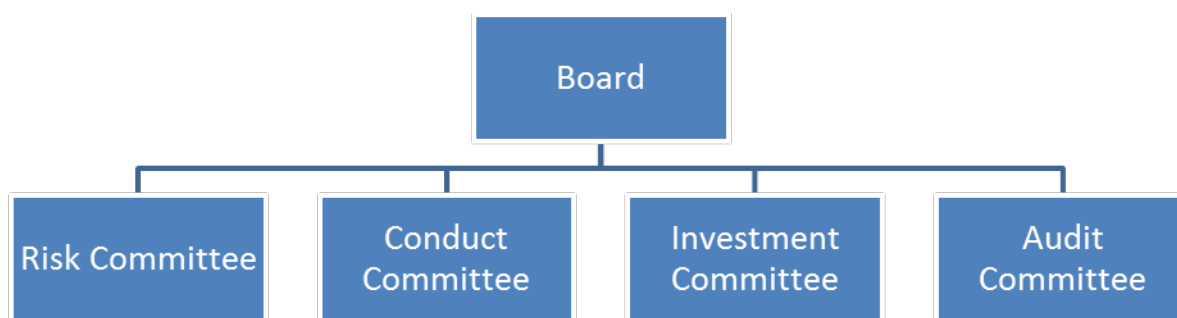 Board
Risk Committee
Conduct
Committee
Investment
Committee
Audit
Committee